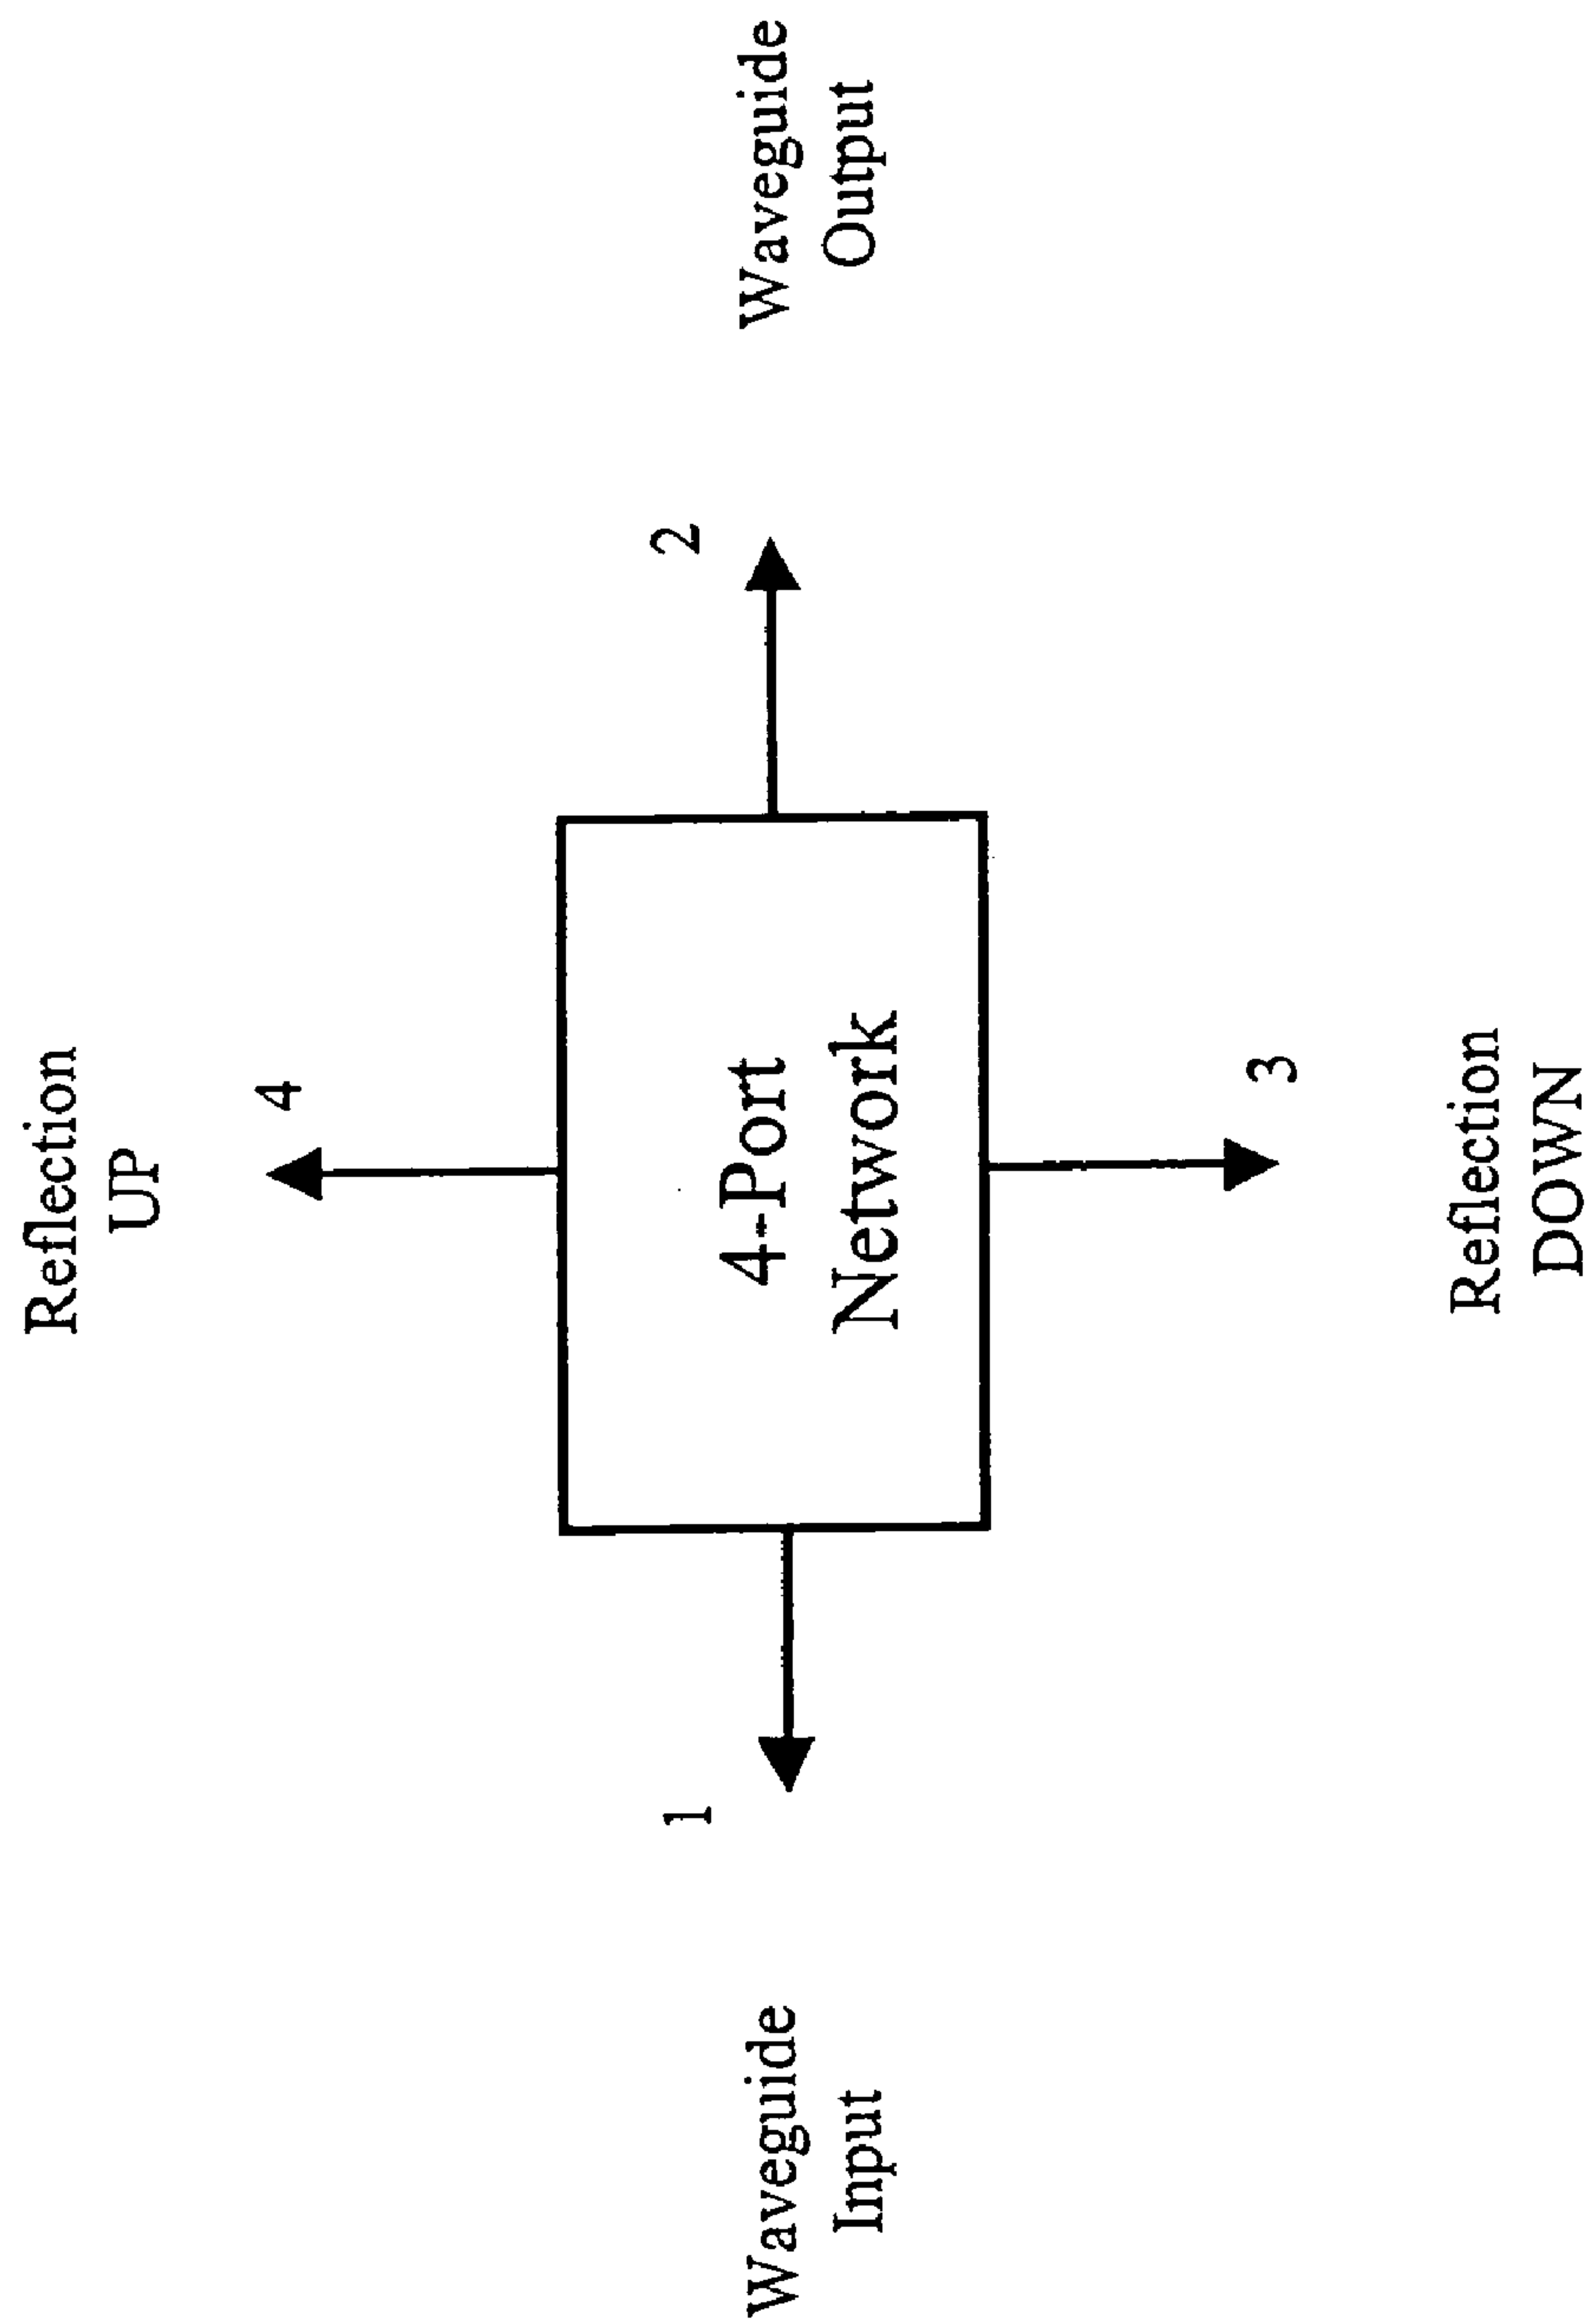 Reflection
UP
4
Waveguide
Input
1
4-Port
Network
2
Waveguide
Output
3
Reflection
DOWN